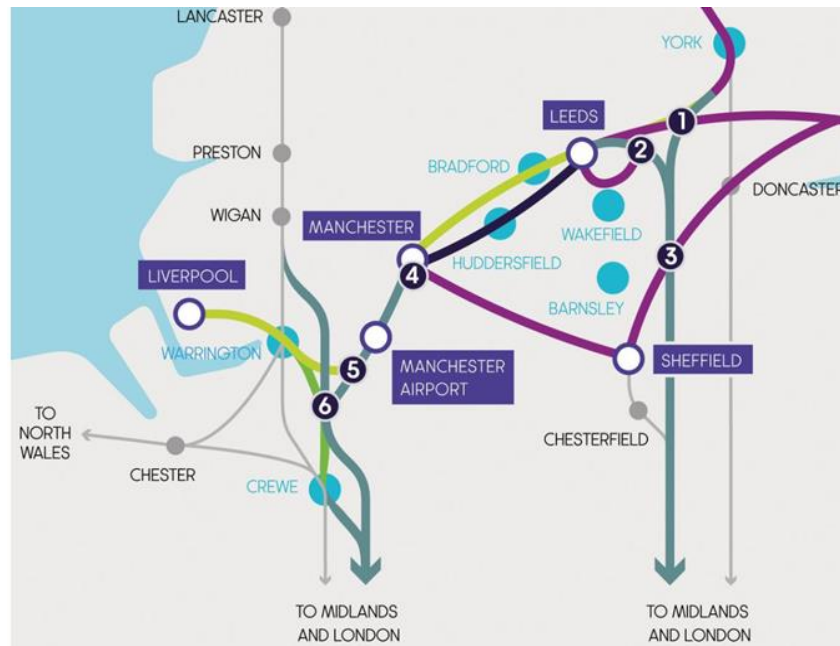 LANCASTER
YORK
PRESTON
LEEDS
1
2
BRADFORD
DONCASTER
WIGAN
MANCHESTER
WAKEFIELD
HUDDERSFIELD
3
4
LIVERPOOL
BARNSLEY
WARRINGTON
5
MANCHESTER
AIRPORT
SHEFFIELD
6
TO
NORTH
WALES
CHESTER
CHESTERFIELD
CREWE
TO MIDLANDS
AND LONDON
TO MIDLANDS
AND LONDON